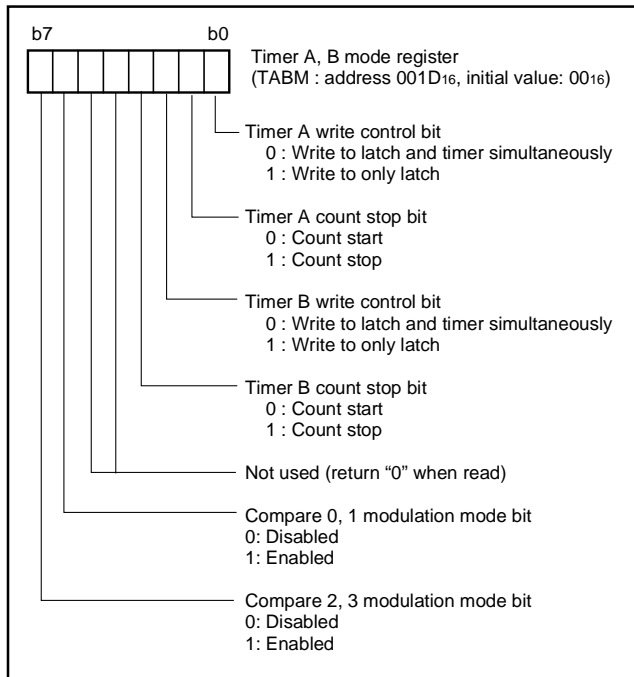 b7 b0
Timer A, B mode register
(TABM : address 001D16, initial value: 0016)
Timer A write control bit
0 : Write to latch and timer simultaneously
1 : Write to only latch
Timer A count stop bit
0 : Count start
1 : Count stop
Timer B write control bit
0 : Write to latch and timer simultaneously
1 : Write to only latch
Timer B count stop bit
0 : Count start
1 : Count stop
Not used (return “0” when read)
Compare 0, 1 modulation mode bit
0: Disabled
1: Enabled
Compare 2, 3 modulation mode bit
0: Disabled
1: Enabled